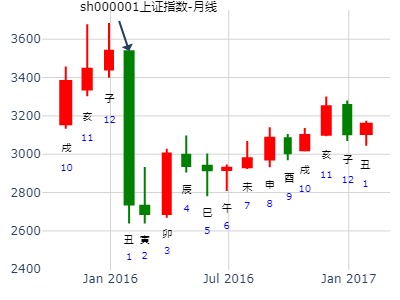 sh000001上证指数-月线
3600
3400
3200
3000
2800
2600
2400
戌
10
亥
11
子
12
丑
1
寅
2
卯
3
辰
4
巳
5
午
6
未
7
申
8
酉
9
戌
10
亥
11
子
12
丑
1
Jan 2016
Jul 2016
Jan 2017